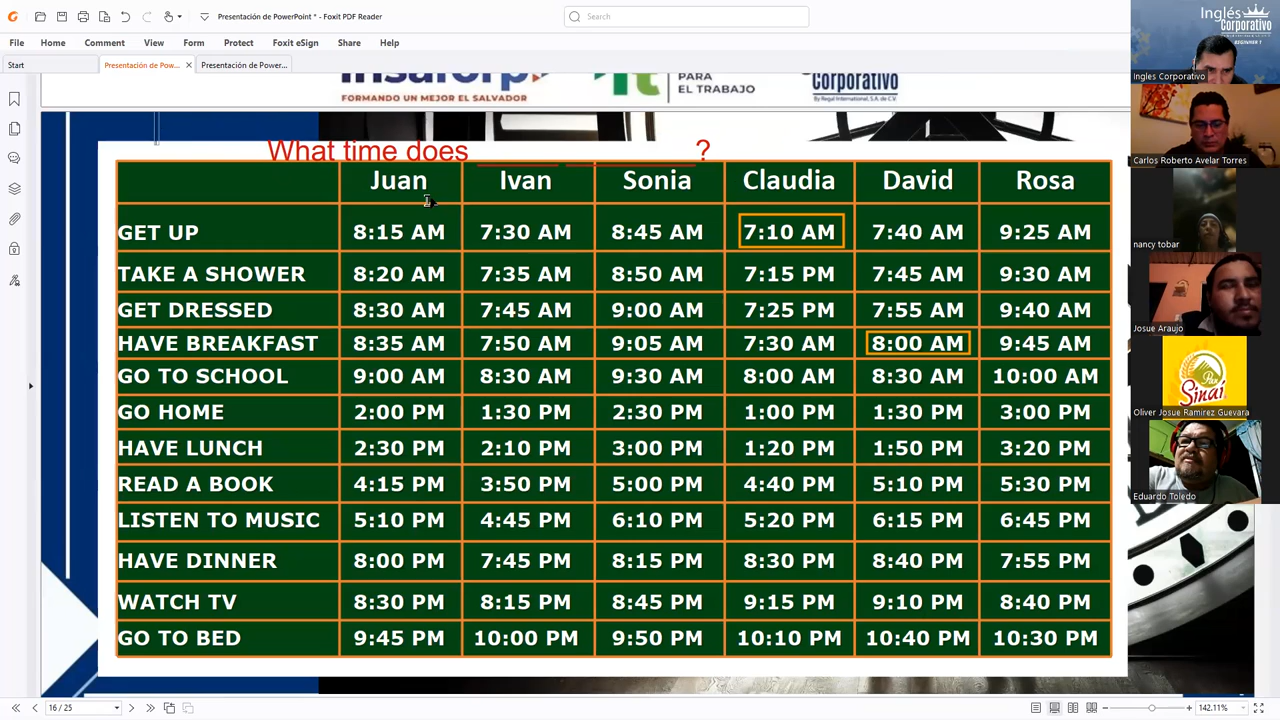 Presentación de PowerPoint * - Foxit PDF Reader
Search
File Home Comment View Form Protect Foxit eSign Share Help
Start
Presentación de Pow...
Presentación de Power...
insaforp
FORMANDO UN MEJOR EL SALVADOR
PARA
EL TRABAJO
CORPORATIVO
By Regal International, S.A. de C.V.
What time does ______ _________?
Juan Ivan Sonia Claudia David Rosa
GET UP 8:15 AM 7:30 AM 8:45 AM 7:10 AM 7:40 AM 9:25 AM
TAKE A SHOWER 8:20 AM 7:35 AM 8:50 AM 7:15 PM 7:45 AM 9:30 AM
GET DRESSED 8:30 AM 7:45 AM 9:00 AM 7:25 PM 7:55 AM 9:40 AM
HAVE BREAKFAST 8:35 AM 7:50 AM 9:05 AM 7:30 AM 8:00 AM 9:45 AM
GO TO SCHOOL 9:00 AM 8:30 AM 9:30 AM 8:00 AM 8:30 AM 10:00 AM
GO HOME 2:00 PM 1:30 PM 2:30 PM 1:00 PM 1:30 PM 3:00 PM
HAVE LUNCH 2:30 PM 2:10 PM 3:00 PM 1:20 PM 1:50 PM 3:20 PM
READ A BOOK 4:15 PM 3:50 PM 5:00 PM 4:40 PM 5:10 PM 5:30 PM
LISTEN TO MUSIC 5:10 PM 4:45 PM 6:10 PM 5:20 PM 6:15 PM 6:45 PM
HAVE DINNER 8:00 PM 7:45 PM 8:15 PM 8:30 PM 8:40 PM 7:55 PM
WATCH TV 8:30 PM 8:15 PM 8:45 PM 9:15 PM 9:10 PM 8:40 PM
GO TO BED 9:45 PM 10:00 PM 9:50 PM 10:10 PM 10:40 PM 10:30 PM
16 / 25
142.11%
Inglés
Corporativo
BEGINNER 1
Ingles Corporativo
Carlos Roberto Avelar Torres
nancy tobar
Josue Araujo
Pan
Sinaí
Oliver Josue Ramirez Guevara
Eduardo Toledo